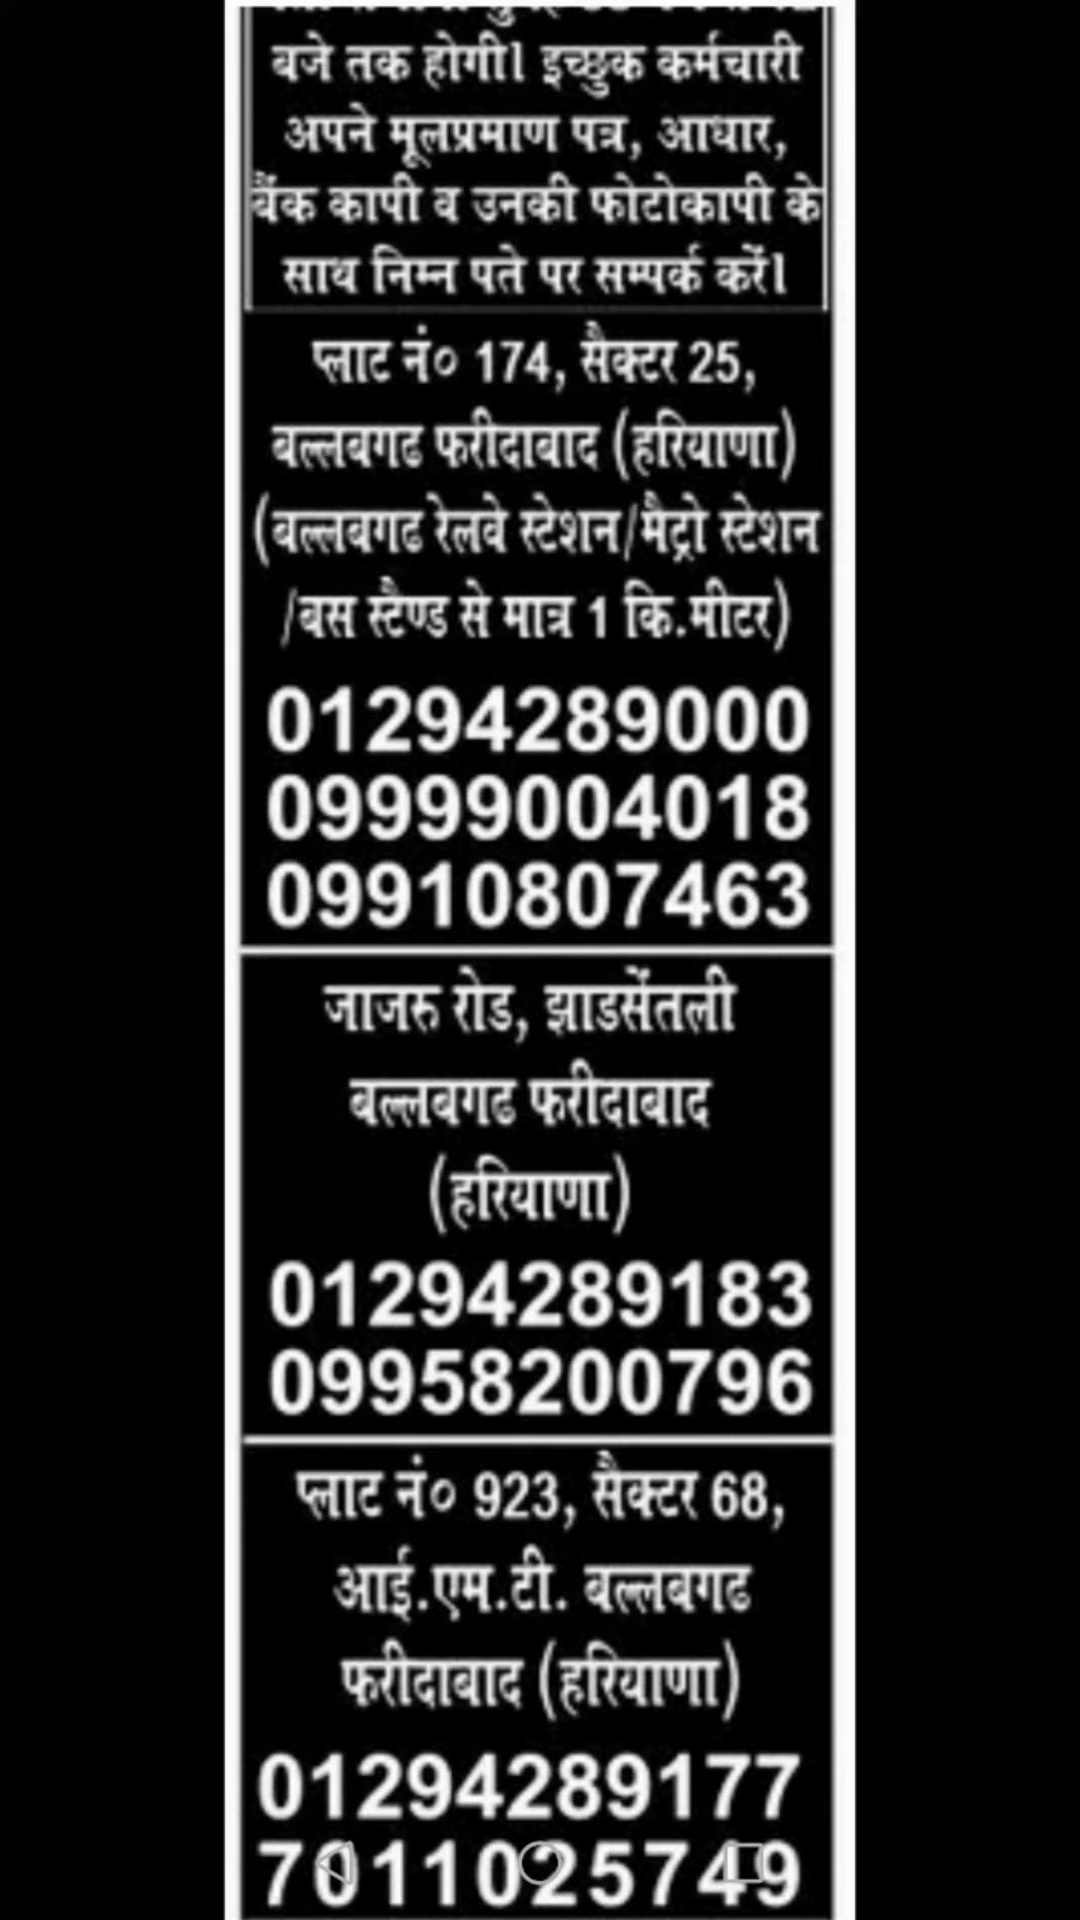 बजे तक होगी। इच्छुक कर्मचारी
अपने मूलप्रमाण पत्र, आधार,
बैंक कापी व उनकी फोटोकापी के
साथ निम्न पते पर सम्पर्क करें।
प्लाट नं० 174, सैक्टर 25,
बल्लबगढ फरीदाबाद (हरियाणा)
(बल्लबगढ रेलवे स्टेशन/मैट्रो स्टेशन
/बस स्टैण्ड से मात्र 1 कि.मीटर)
01294289000
09999004018
09910807463
जाजरु रोड, झाडसेंतली
बल्लबगढ फरीदाबाद
(हरियाणा)
01294289183
09958200796
प्लाट नं० 923, सैक्टर 68,
आई.एम.टी. बल्लबगढ
फरीदाबाद (हरियाणा)
01294289177
7011025749